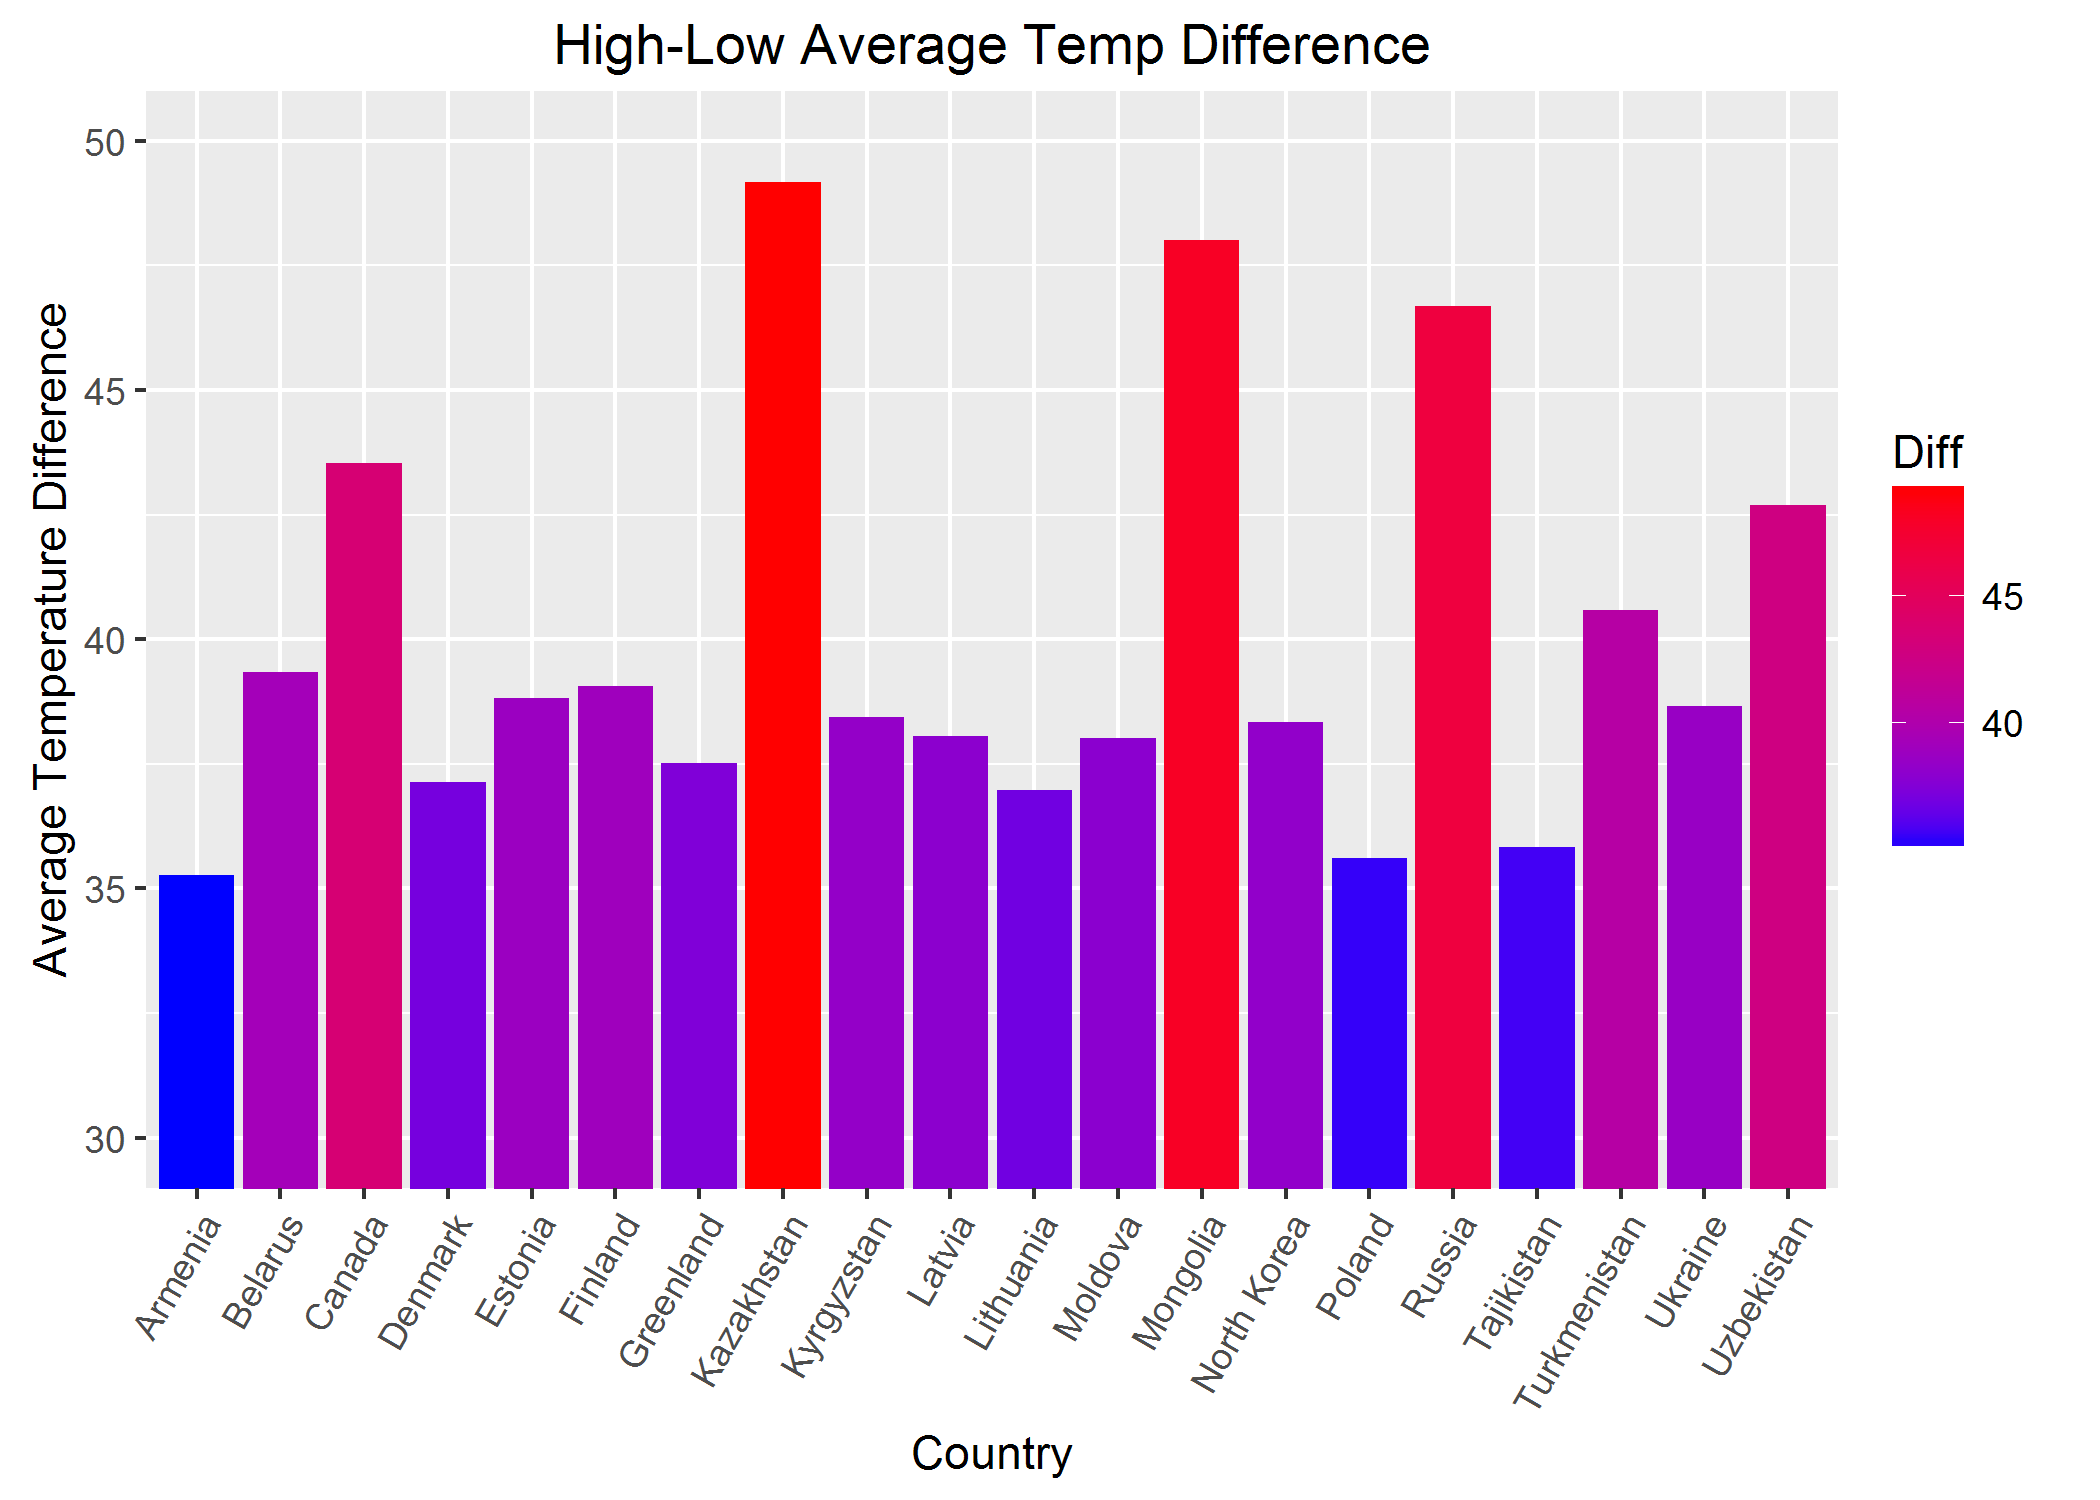 High-Low Average Temp Difference
Average Temperature Difference
50
45
40
35
30
Armenia
Belarus
Canada
Denmark
Estonia
Finland
Greenland
Kazakhstan
Kyrgyzstan
Latvia
Lithuania
Moldova
Mongolia
North Korea
Poland
Russia
Tajikistan
Turkmenistan
Ukraine
Uzbekistan
Country
Diff
45
40